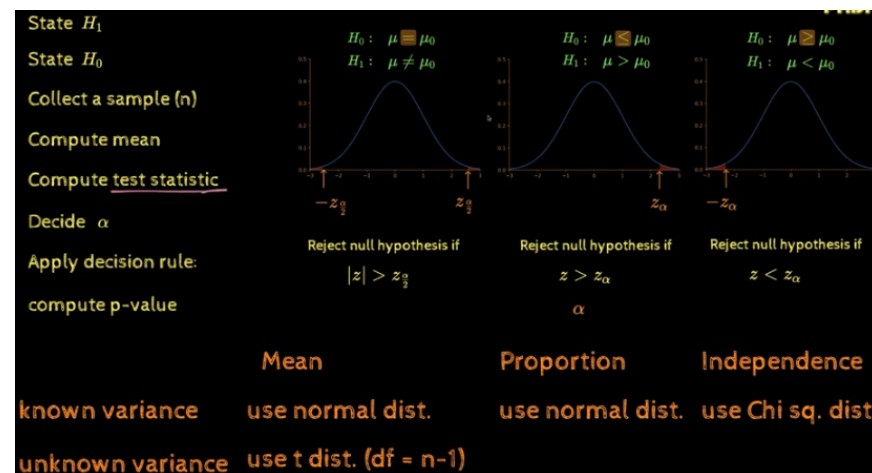 State H₁
State H₀
Collect a sample (n)
Compute mean
Compute test statistic
Decide α
Apply decision rule:
compute p-value
H₀ : μ = μ₀
H₁ : μ ≠ μ₀
-z_{α/2}
z_{α/2}
Reject null hypothesis if
|z| > z_{α/2}
H₀ : μ ≤ μ₀
H₁ : μ > μ₀
z_α
Reject null hypothesis if
z > z_α
α
H₀ : μ ≥ μ₀
H₁ : μ < μ₀
-z_α
Reject null hypothesis if
z < z_α
Mean Proportion Independence
known variance use normal dist. use normal dist. use Chi sq. dist
unknown variance use t dist. (df = n-1)